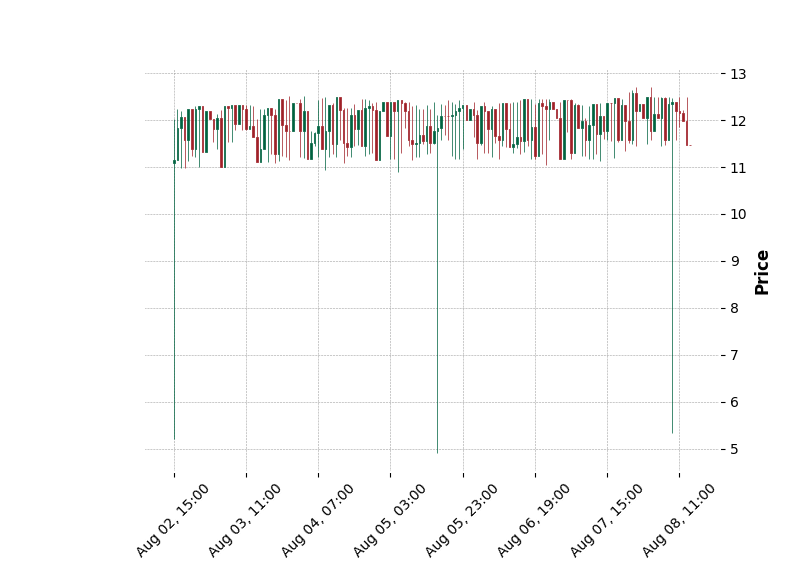 13
12
11
10
9
8
7
6
5
Price
Aug 02, 15:00
Aug 03, 11:00
Aug 04, 07:00
Aug 05, 03:00
Aug 05, 23:00
Aug 06, 19:00
Aug 07, 15:00
Aug 08, 11:00